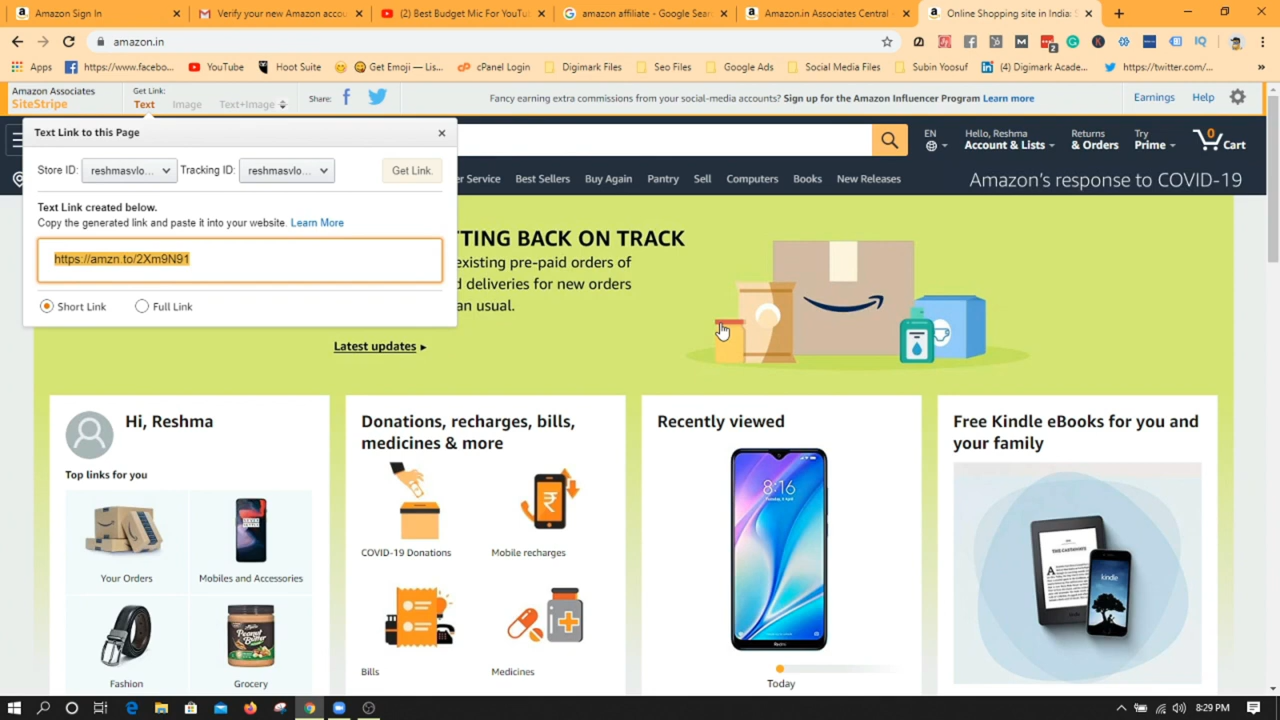 Amazon Sign In
Verify your new Amazon accou
(2) Best Budget Mic For YouTu
amazon affiliate - Google Sear
Amazon.in Associates Central
Online Shopping site in India:
amazon.in
Apps
https://www.facebo...
YouTube
Hoot Suite
Get Emoji — Lis...
cPanel Login
Digimark Files
Seo Files
Google Ads
Social Media Files
Subin Yoosuf
(4) Digimark Acade...
https://twitter.com/...
Amazon Associates
SiteStripe
Get Link:
Text
Image
Text+Image
Share:
Fancy earning extra commissions from your social-media accounts? Sign up for the Amazon Influencer Program Learn more
Earnings
Help
Text Link to this Page
Store ID:
reshmasvlo...
Tracking ID:
reshmasvlo...
Get Link
Text Link created below.
Copy the generated link and paste it into your website. Learn More
https://amzn.to/2Xm9N91
Short Link
Full Link
EN
Hello, Reshma
Account & Lists
Returns
& Orders
Try
Prime
0
Cart
er Service
Best Sellers
Buy Again
Pantry
Sell
Computers
Books
New Releases
Amazon's response to COVID-19
TING BACK ON TRACK
existing pre-paid orders of
d deliveries for new orders
an usual.
Latest updates
Hi, Reshma
Top links for you
Your Orders
Mobiles and Accessories
Fashion
Grocery
Donations, recharges, bills,
medicines & more
COVID-19 Donations
Mobile recharges
Bills
Medicines
Recently viewed
8:16
Redmi
Today
Free Kindle eBooks for you and
your family
kindle
8:29 PM